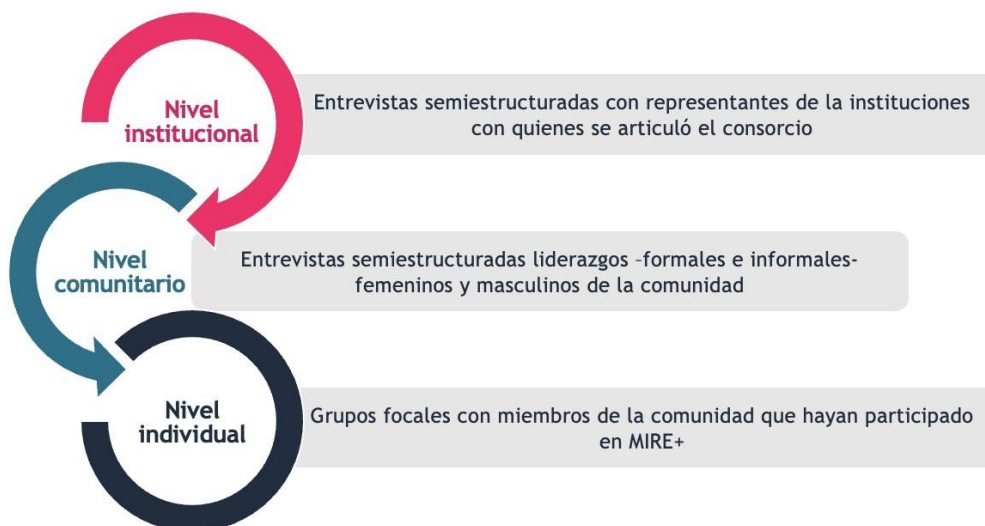 Nivel
institucional
Entrevistas semiestructuradas con representantes de la instituciones
con quienes se articuló el consorcio
Nivel
comunitario
Entrevistas semiestructuradas liderazgos –formales e informales-
femeninos y masculinos de la comunidad
Nivel
individual
Grupos focales con miembros de la comunidad que hayan participado
en MIRE+